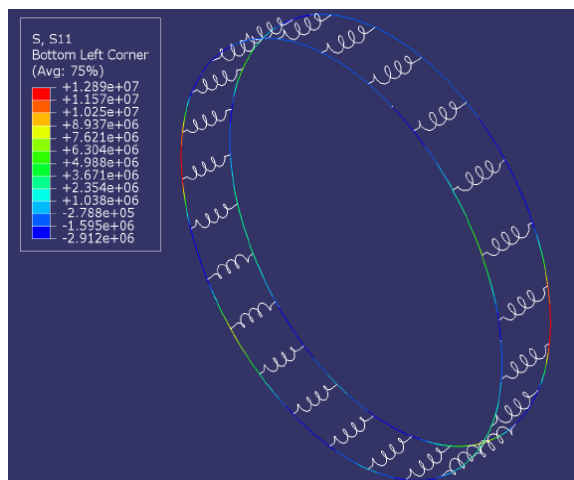 S, S11
Bottom Left Corner
(Avg: 75%)
+1.289e+07
+1.157e+07
+1.025e+07
+8.937e+06
+7.621e+06
+6.304e+06
+4.988e+06
+3.671e+06
+2.354e+06
+1.038e+06
-2.788e+05
-1.595e+06
-2.912e+06